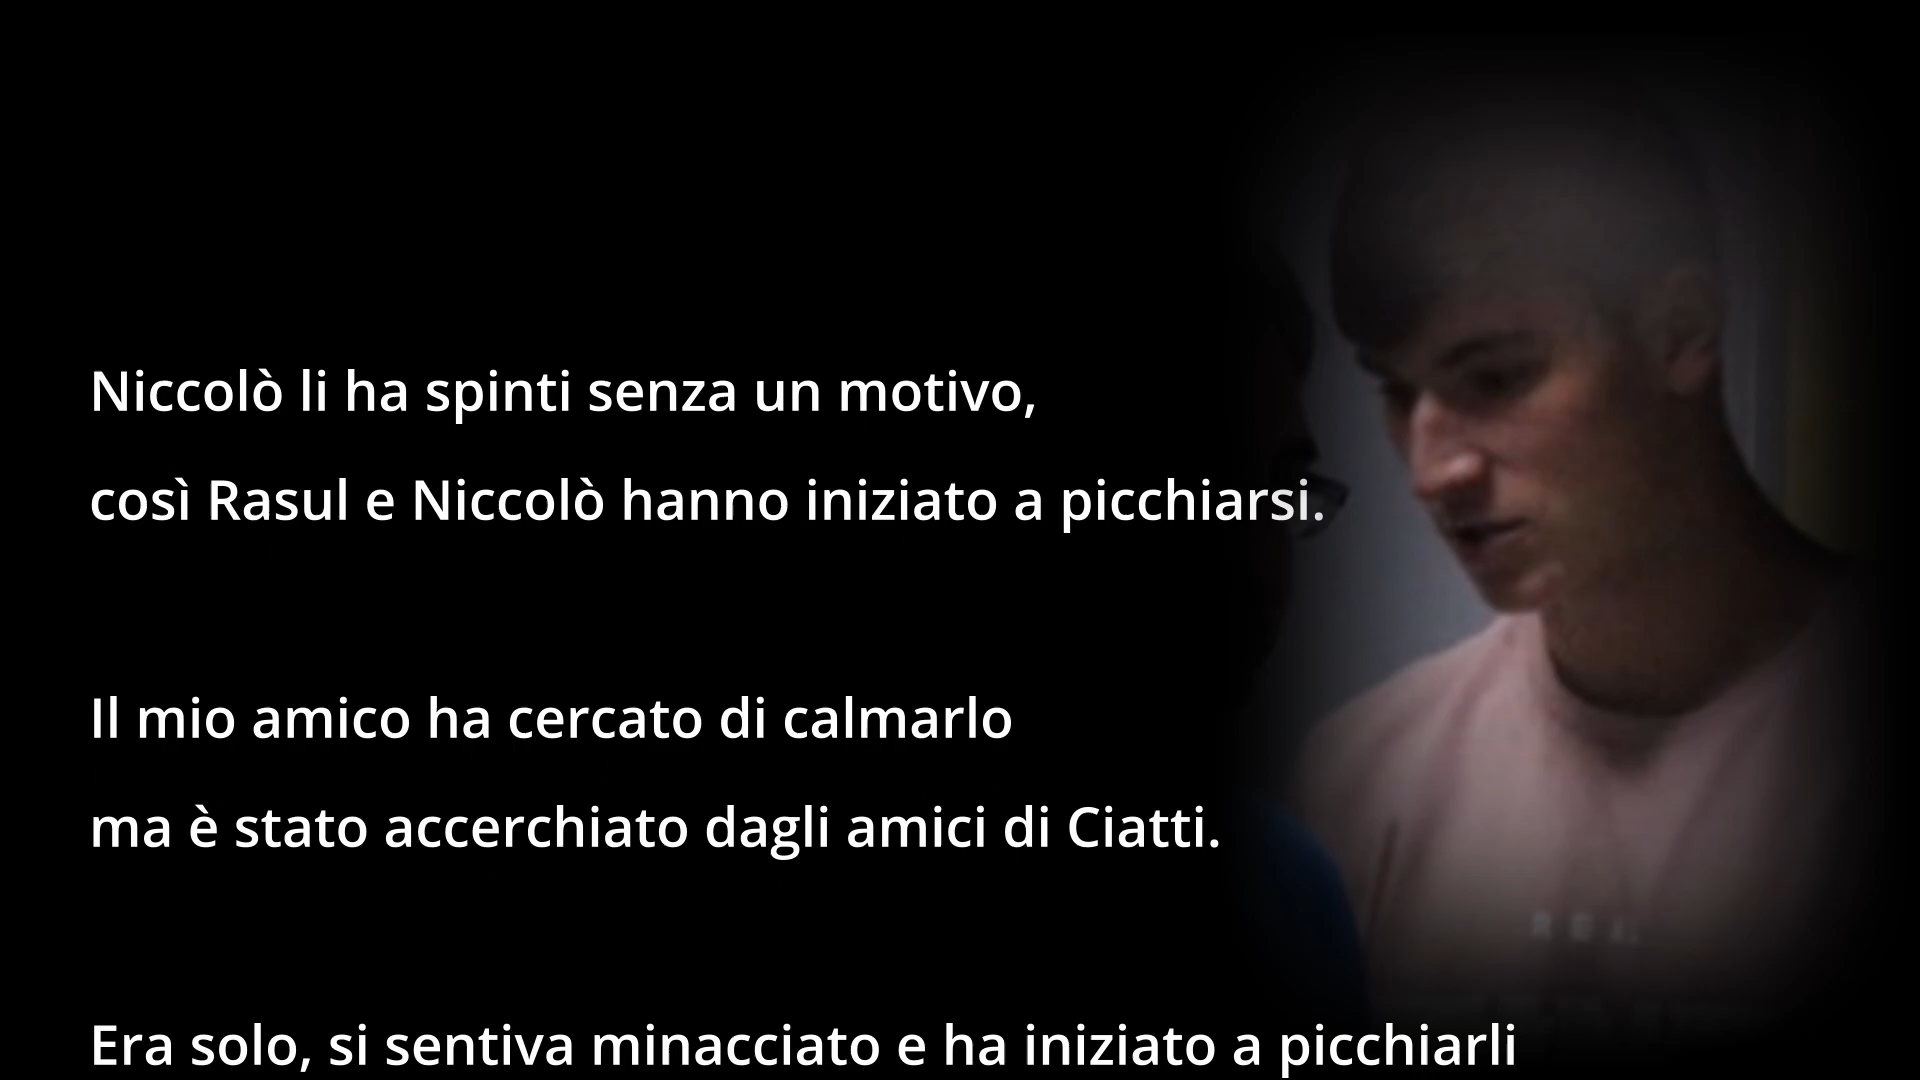 Niccolò li ha spinti senza un motivo,
così Rasul e Niccolò hanno iniziato a picchiarsi.
Il mio amico ha cercato di calmarlo
ma è stato accerchiato dagli amici di Ciatti.
Era solo, si sentiva minacciato e ha iniziato a picchiarli